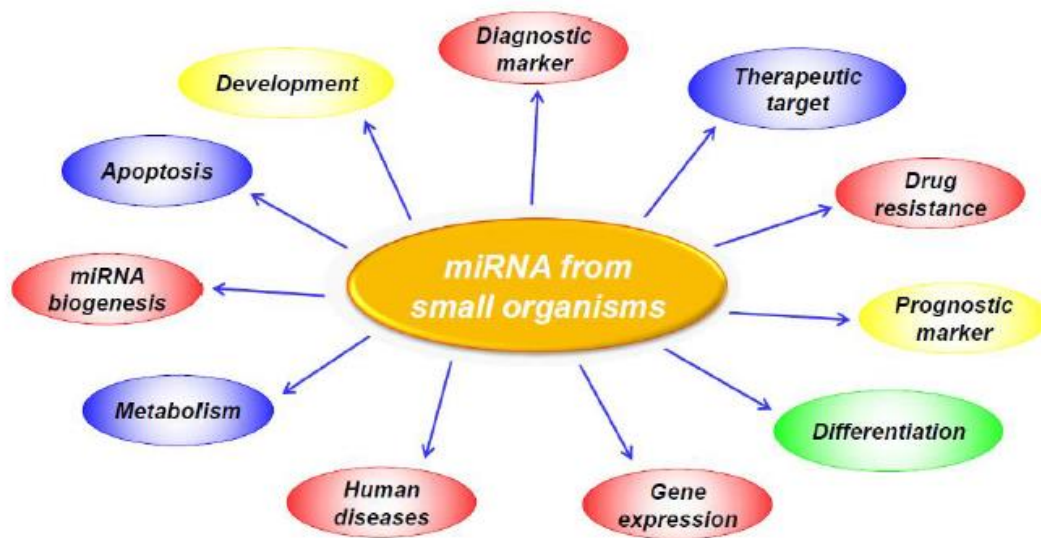 Diagnostic
marker
Therapeutic
target
Development
Apoptosis
Drug
resistance
miRNA
biogenesis
miRNA from
small organisms
Prognostic
marker
Metabolism
Differentiation
Human
diseases
Gene
expression